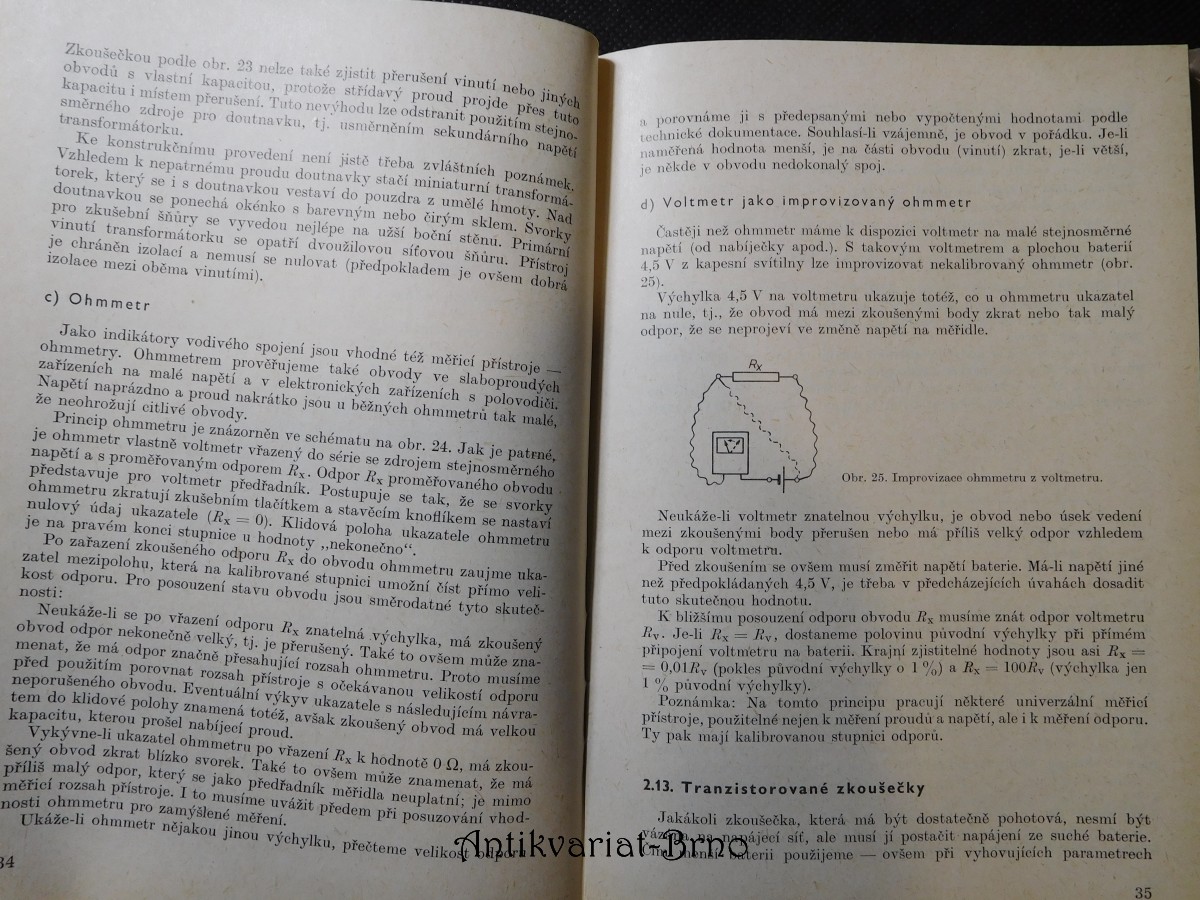 Zkoušečkou podle obr. 23 nelze také zjistit přerušení vinutí nebo jiných
obvodů s vlastní kapacitou, protože střídavý proud projde přes tuto
kapacitu i místem přerušení. Tuto nevýhodu lze odstranit použitím stejno-
směrného zdroje pro doutnavku, tj. usměrněním sekundárního napětí
transformátorku.
Ke konstrukčnímu provedení není jistě třeba zvláštních poznámek.
Vzhledem k nepatrnému proudu doutnavky stačí miniaturní transformá-
torek, který se i s doutnavkou vestaví do pouzdra z umělé hmoty. Nad
doutnavkou se ponechá okénko s barevným nebo čirým sklem. Svorky
pro zkušební šňůry se vyvedou nejlépe na užší boční stěnu. Primární
vinutí transformátorku se opatří dvoužilovou síťovou šňůrou. Přístroj
je chráněn izolací a nemusí se nulovat (předpokladem je ovšem dobrá
izolace mezi oběma vinutími).
c) Ohmmetr
Jako indikátory vodivého spojení jsou vhodné též měřicí přístroje —
ohmmetry. Ohmmetrem prověřujeme také obvody ve slaboproudých
zařízeních na malé napětí a v elektronických zařízeních s polovodiči.
Napětí naprázdno a proud nakrátko jsou u běžných ohmmetrů tak malé,
že neohrožují citlivé obvody.
Princip ohmmetru je znázorněn ve schématu na obr. 24. Jak je patrné,
je ohmmetr vlastně voltmetr vřazený do série se zdrojem stejnosměrného
napětí a s proměřovaným odporem Rx. Odpor Rx proměřovaného obvodu
představuje pro voltmetr předřadník. Postupuje se tak, že se svorky
ohmmetru zkratují zkušebním tlačítkem a stavěcím knoflíkem se nastaví
nulový údaj ukazatele (Rx = 0). Klidová poloha ukazatele ohmmetru
je na pravém konci stupnice u hodnoty „nekonečno“.
Po zařazení zkoušeného odporu Rx do obvodu ohmmetru zaujme uka-
zatel mezipolohu, která na kalibrované stupnici umožní číst přímo veli-
kost odporu. Pro posouzení stavu obvodu jsou směrodatné tyto skuteč-
nosti:
Neukáže-li se po vřazení odporu Rx znatelná výchylka, má zkoušený
obvod odpor nekonečně velký, tj. je přerušený. Také to ovšem může zna-
menat, že má odpor značně přesahující rozsah ohmmetru. Proto musíme
před použitím porovnat rozsah přístroje s očekávanou velikostí odporu
neporušeného obvodu. Eventuální výkyv ukazatele s následujícím návra-
tem do klidové polohy znamená totéž, avšak zkoušený obvod má velkou
kapacitu, kterou prošel nabíjecí proud.
Vykývne-li ukazatel ohmmetru po vřazení Rx k hodnotě 0 Ω, má zkou-
šený obvod zkrat blízko svorek. Také to ovšem může znamenat, že má
příliš malý odpor, který se jako předřadník měřidla neuplatní; je mimo
měřicí rozsah přístroje. I to musíme uvážit předem při posuzování vhod-
nosti ohmmetru pro zamýšlené měření.
Ukáže-li ohmmetr nějakou jinou výchylku, přečteme velikost odporu
34
a porovnáme ji s předepsanými nebo vypočtenými hodnotami podle
technické dokumentace. Souhlasí-li vzájemně, je obvod v pořádku. Je-li
naměřená hodnota menší, je na části obvodu (vinutí) zkrat, je-li větší,
je někde v obvodu nedokonalý spoj.
d) Voltmetr jako improvizovaný ohmmetr
Častěji než ohmmetr máme k dispozici voltmetr na malé stejnosměrné
napětí (od nabíječky apod.). S takovým voltmetrem a plochou baterií
4,5 V z kapesní svítilny lze improvizovat nekalibrovaný ohmmetr (obr.
25).
Výchylka 4,5 V na voltmetru ukazuje totéž, co u ohmmetru ukazatel
na nule, tj., že obvod má mezi zkoušenými body zkrat nebo tak malý
odpor, že se neprojeví ve změně napětí na měřidle.
Rx
Obr. 25. Improvizace ohmmetru z voltmetru.
Neukáže-li voltmetr znatelnou výchylku, je obvod nebo úsek vedení
mezi zkoušenými body přerušen nebo má příliš velký odpor vzhledem
k odporu voltmetru.
Před zkoušením se ovšem musí změřit napětí baterie. Má-li napětí jiné
než předpokládaných 4,5 V, je třeba v předcházejících úvahách dosadit
tuto skutečnou hodnotu.
K bližšímu posouzení odporu obvodu Rx musíme znát odpor voltmetru
Rv. Je-li Rx = Rv, dostaneme polovinu původní výchylky při přímém
připojení voltmetru na baterii. Krajní zjistitelné hodnoty jsou asi Rx =
= 0,01Rv (pokles původní výchylky o 1 %) a Rx = 100Rv (výchylka jen
1 % původní výchylky).
Poznámka: Na tomto principu pracují některé univerzální měřicí
přístroje, použitelné nejen k měření proudů a napětí, ale i k měření odporů.
Ty pak mají kalibrovanou stupnici odporů.
2.13. Tranzistorované zkoušečky
Jakákoli zkoušečka, která má být dostatečně pohotová, nesmí být
vázána na napájecí síť, ale musí jí postačit napájení ze suché baterie.
Čím menší baterii použijeme — ovšem při vyhovujících parametrech
35
Antikvariat-Brno